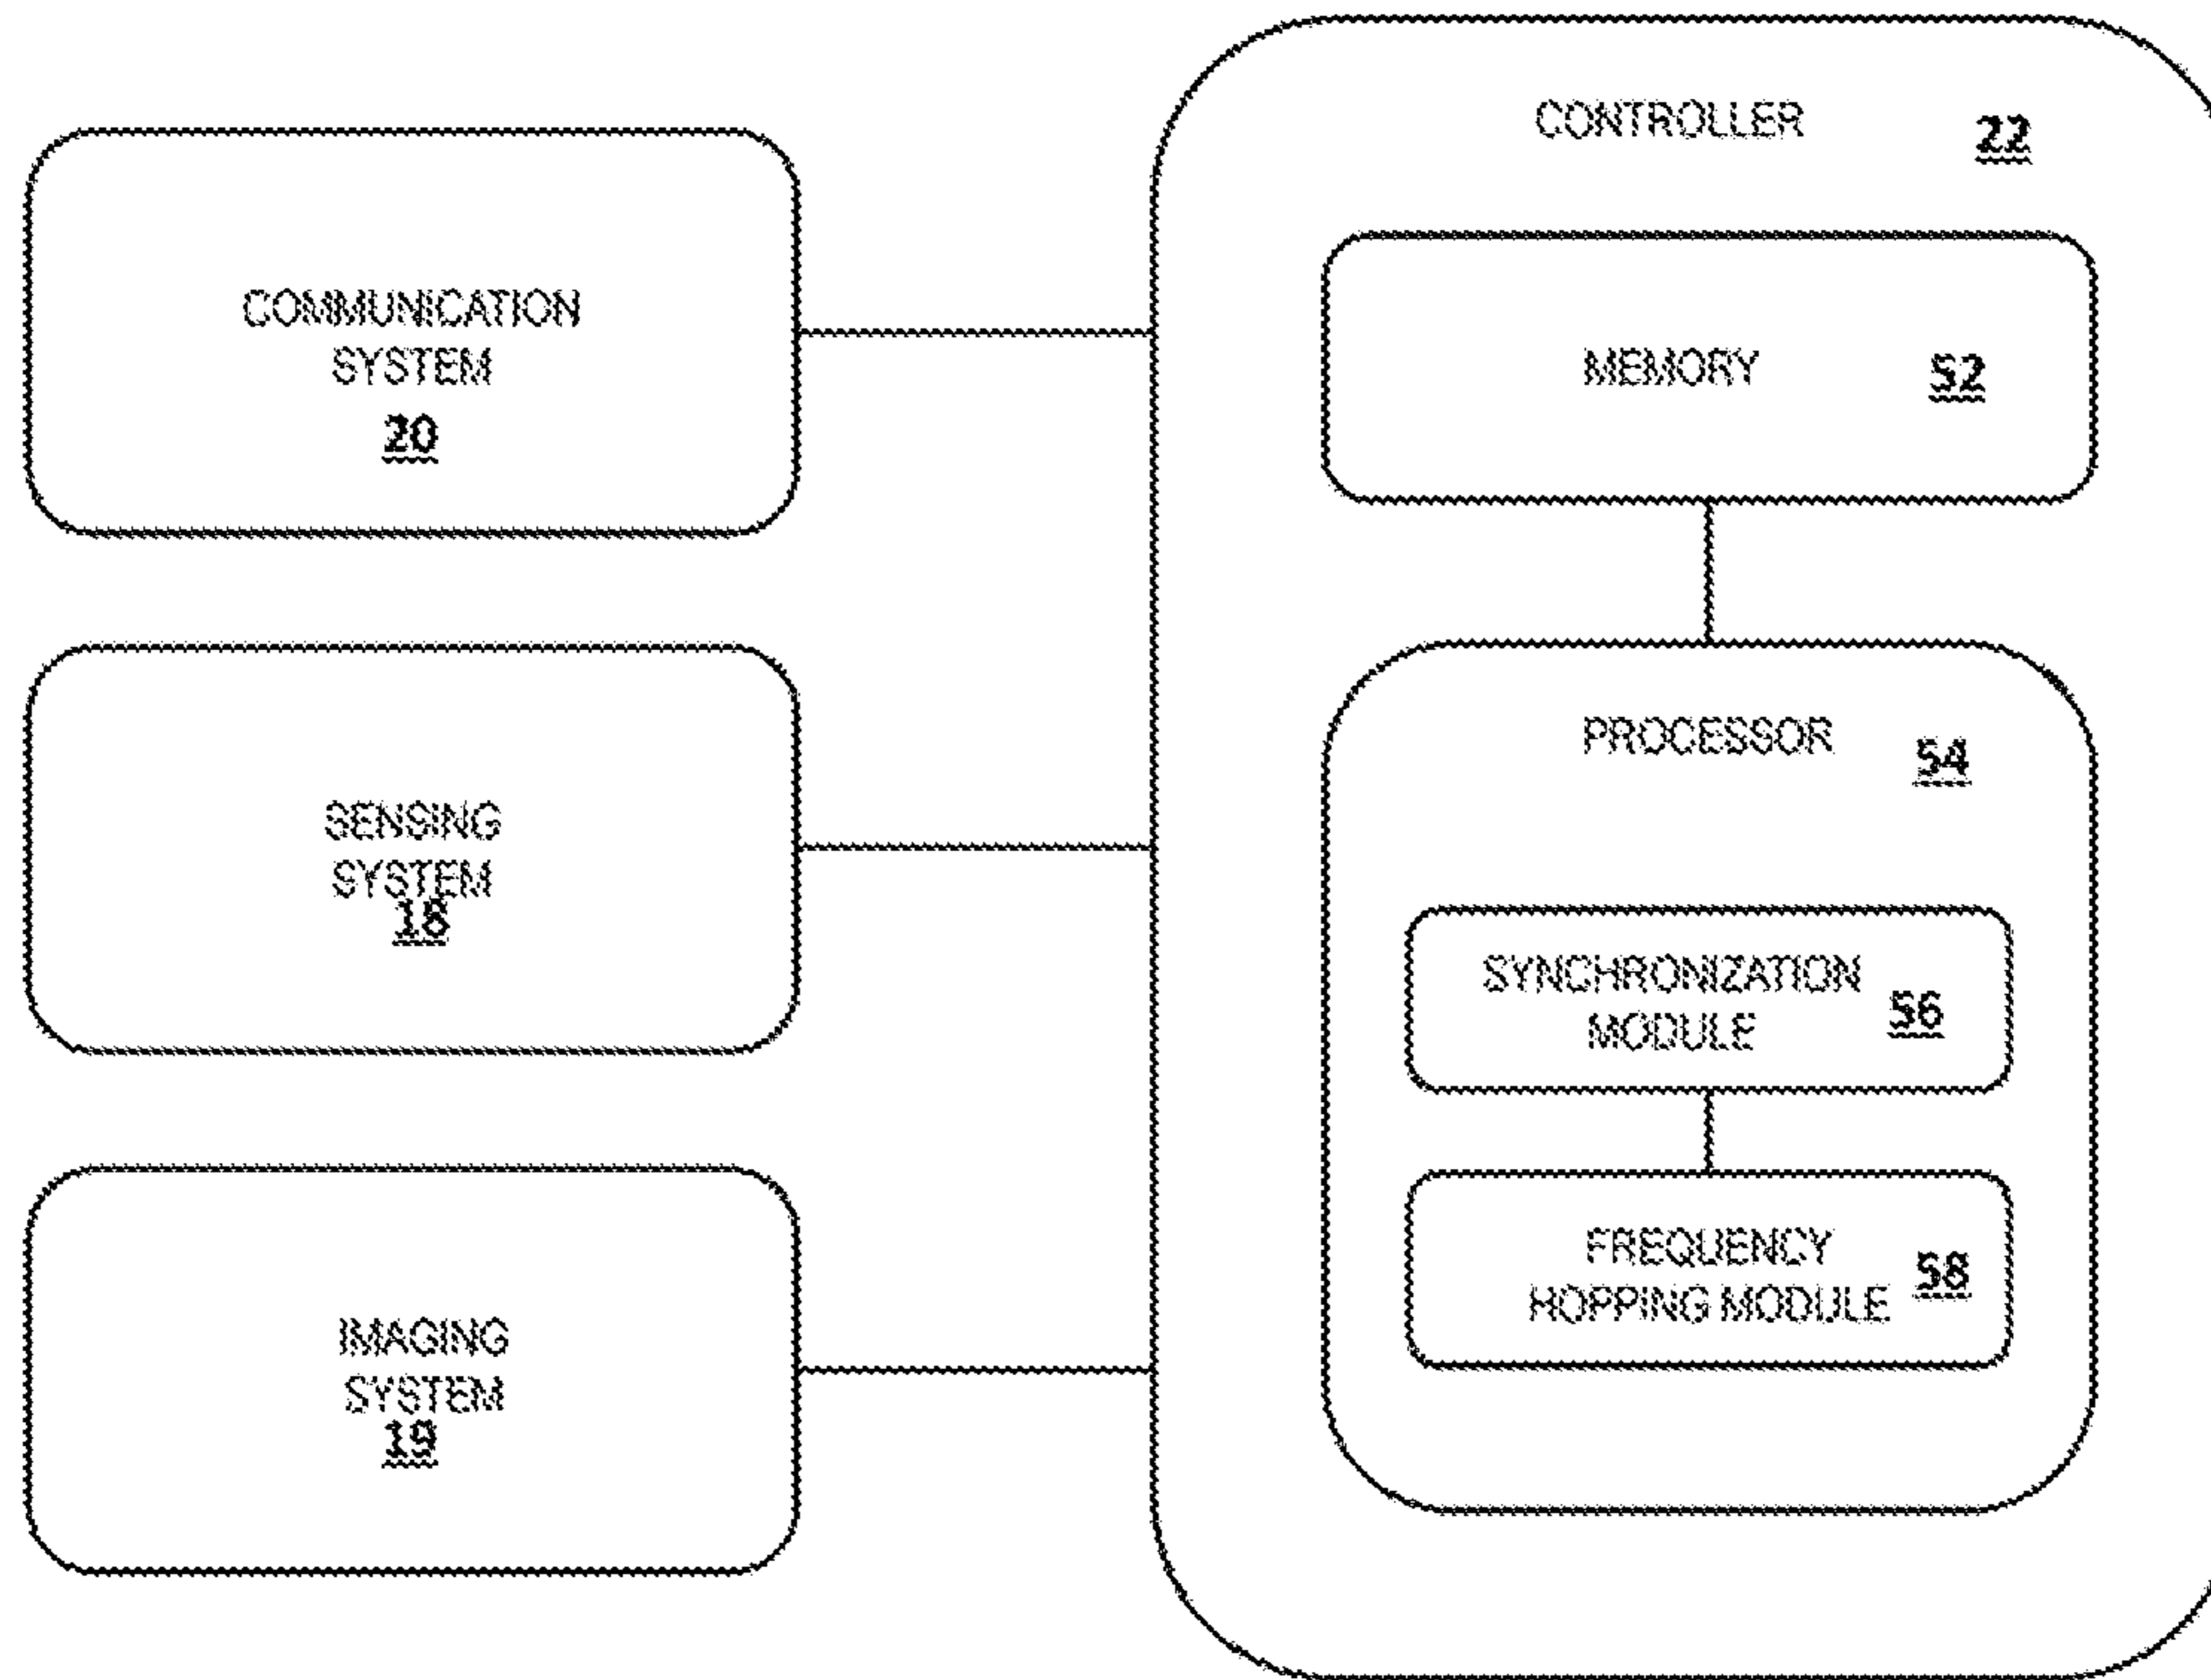 COMMUNICATION
SYSTEM
20
SENSING
SYSTEM
18
IMAGING
SYSTEM
19
CONTROLLER 22
MEMORY 52
PROCESSOR 54
SYNCHRONIZATION
MODULE 56
FREQUENCY
HOPPING MODULE 58